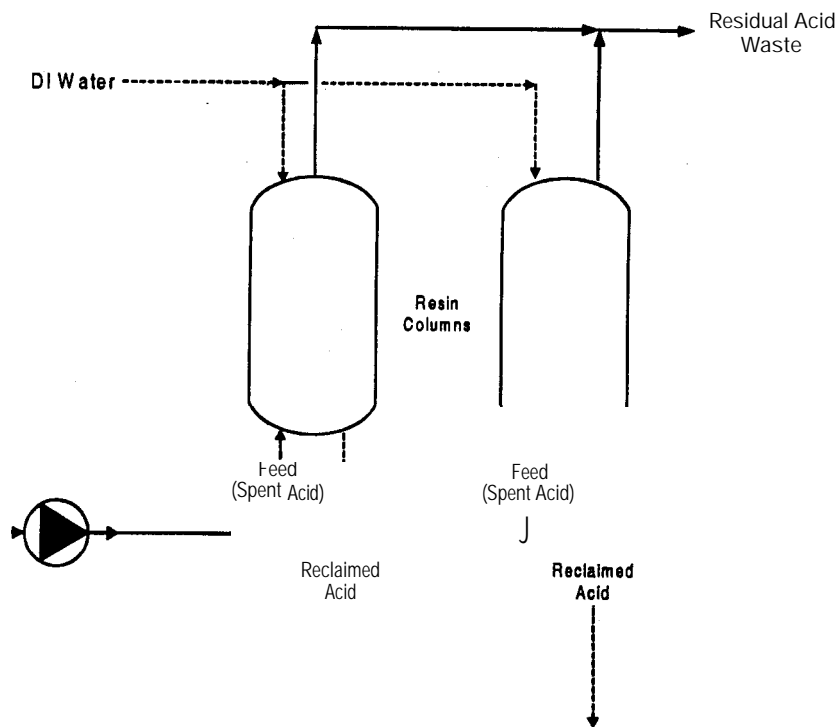 Residual Acid
Waste
DI Water
Resin
Columns
Feed
(Spent Acid)
Feed
(Spent Acid)
J
Reclaimed
Acid
Reclaimed
Acid